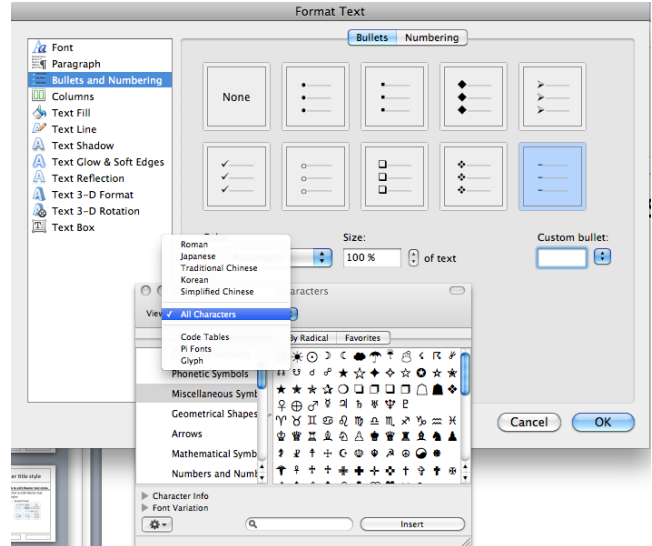 Format Text
Bullets Numbering
Font
Paragraph
Bullets and Numbering
Columns
Text Fill
Text Line
Text Shadow
Text Glow & Soft Edges
Text Reflection
Text 3-D Format
Text 3-D Rotation
Text Box
None
Size:
100 % of text
Custom bullet:
Roman
Japanese
Traditional Chinese
Korean
Simplified Chinese
All Characters
Code Tables
Pi Fonts
Glyph
View
By Radical Favorites
Phonetic Symbols
Miscellaneous Symb
Geometrical Shapes
Arrows
Mathematical Symb
Numbers and Num
Character Info
Font Variation
Insert
Cancel OK